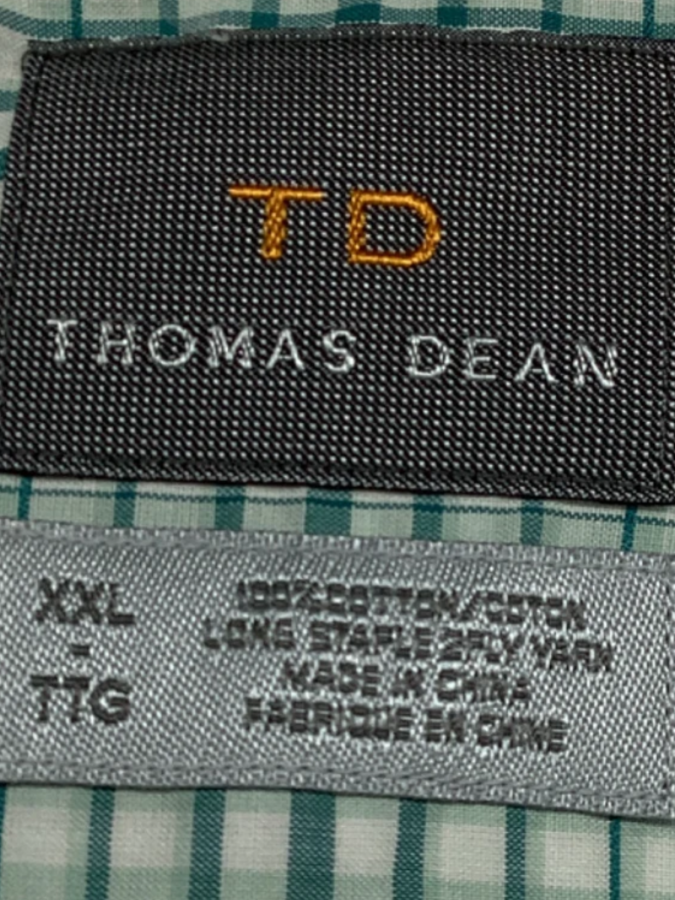 TD
THOMAS DEAN
XXL
-
TTG
100% COTTON/COTON
LONG STAPLE 2PLY YARN
MADE IN CHINA
FABRIQUE EN CHINE